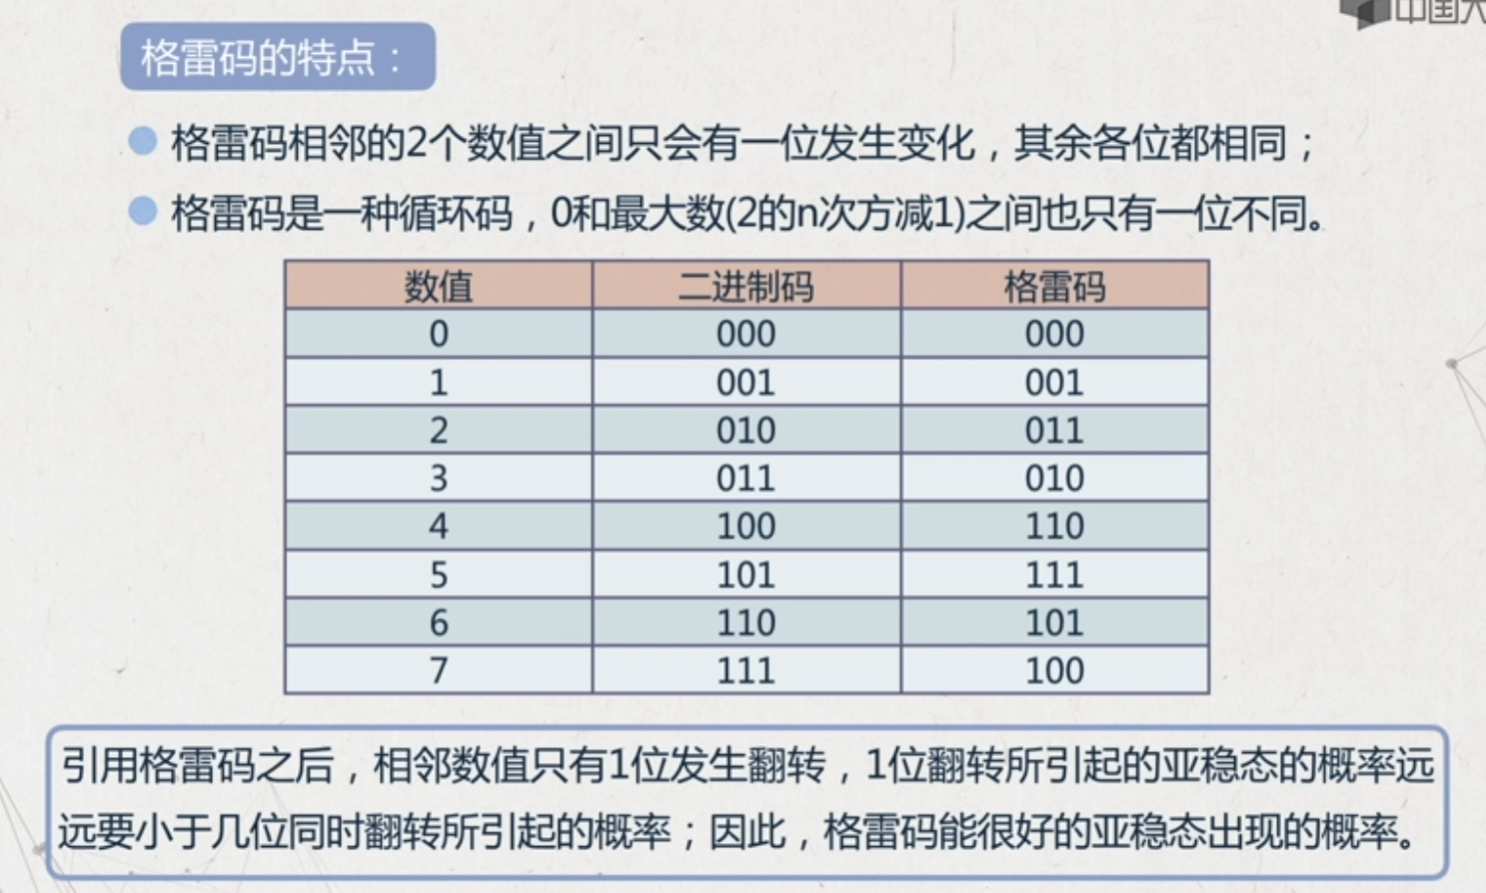 中国大
格雷码的特点：
格雷码相邻的2个数值之间只会有一位发生变化，其余各位都相同；
格雷码是一种循环码，0和最大数(2的n次方减1)之间也只有一位不同。
数值 二进制码 格雷码
0 000 000
1 001 001
2 010 011
3 011 010
4 100 110
5 101 111
6 110 101
7 111 100
引用格雷码之后，相邻数值只有1位发生翻转，1位翻转所引起的亚稳态的概率远
远要小于几位同时翻转所引起的概率；因此，格雷码能很好的亚稳态出现的概率。